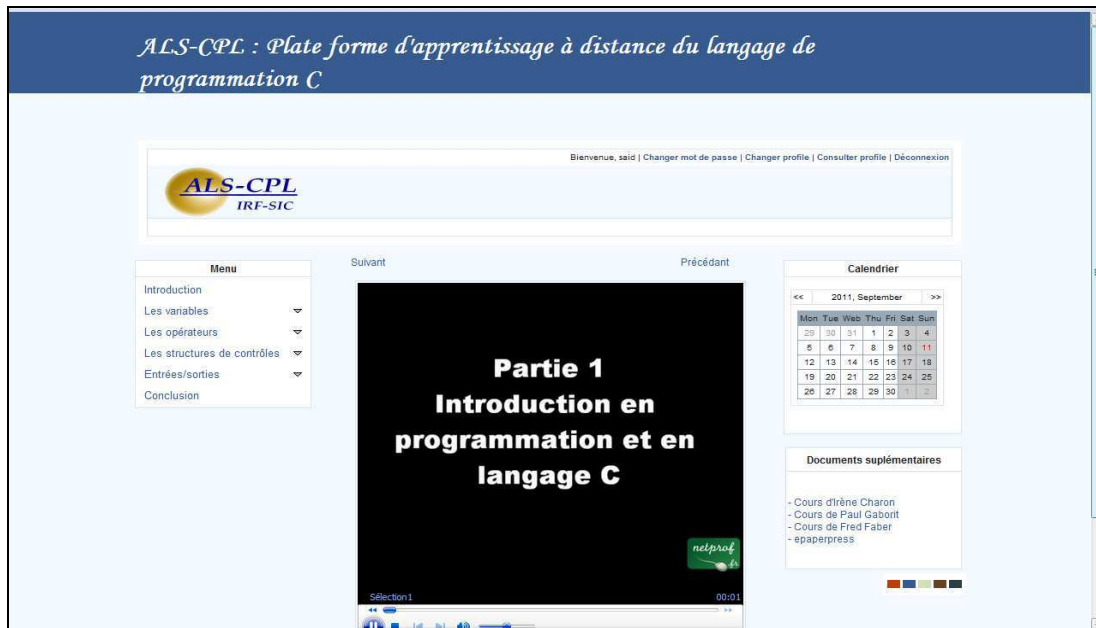 ALS-CPL : Plate forme d'apprentissage à distance du langage de
programmation C
Bienvenue, said | Changer mot de passe | Changer profile | Consulter profile | Déconnexion
ALS-CPL
IRF-SIC
Menu
Introduction
Les variables
Les opérateurs
Les structures de contrôles
Entrées/sorties
Conclusion
Suivant
Précédant
Partie 1
Introduction en
programmation et en
langage C
netprof
.fr
Sélection1
00:01
Calendrier
<< 2011, September >>
Mon Tue Web Thu Fri Sat Sun
29 30 31 1 2 3 4
5 6 7 8 9 10 11
12 13 14 15 16 17 18
19 20 21 22 23 24 25
26 27 28 29 30 1 2
Documents suplémentaires
- Cours d'Irène Charon
- Cours de Paul Gaborit
- Cours de Fred Faber
- epaperpress